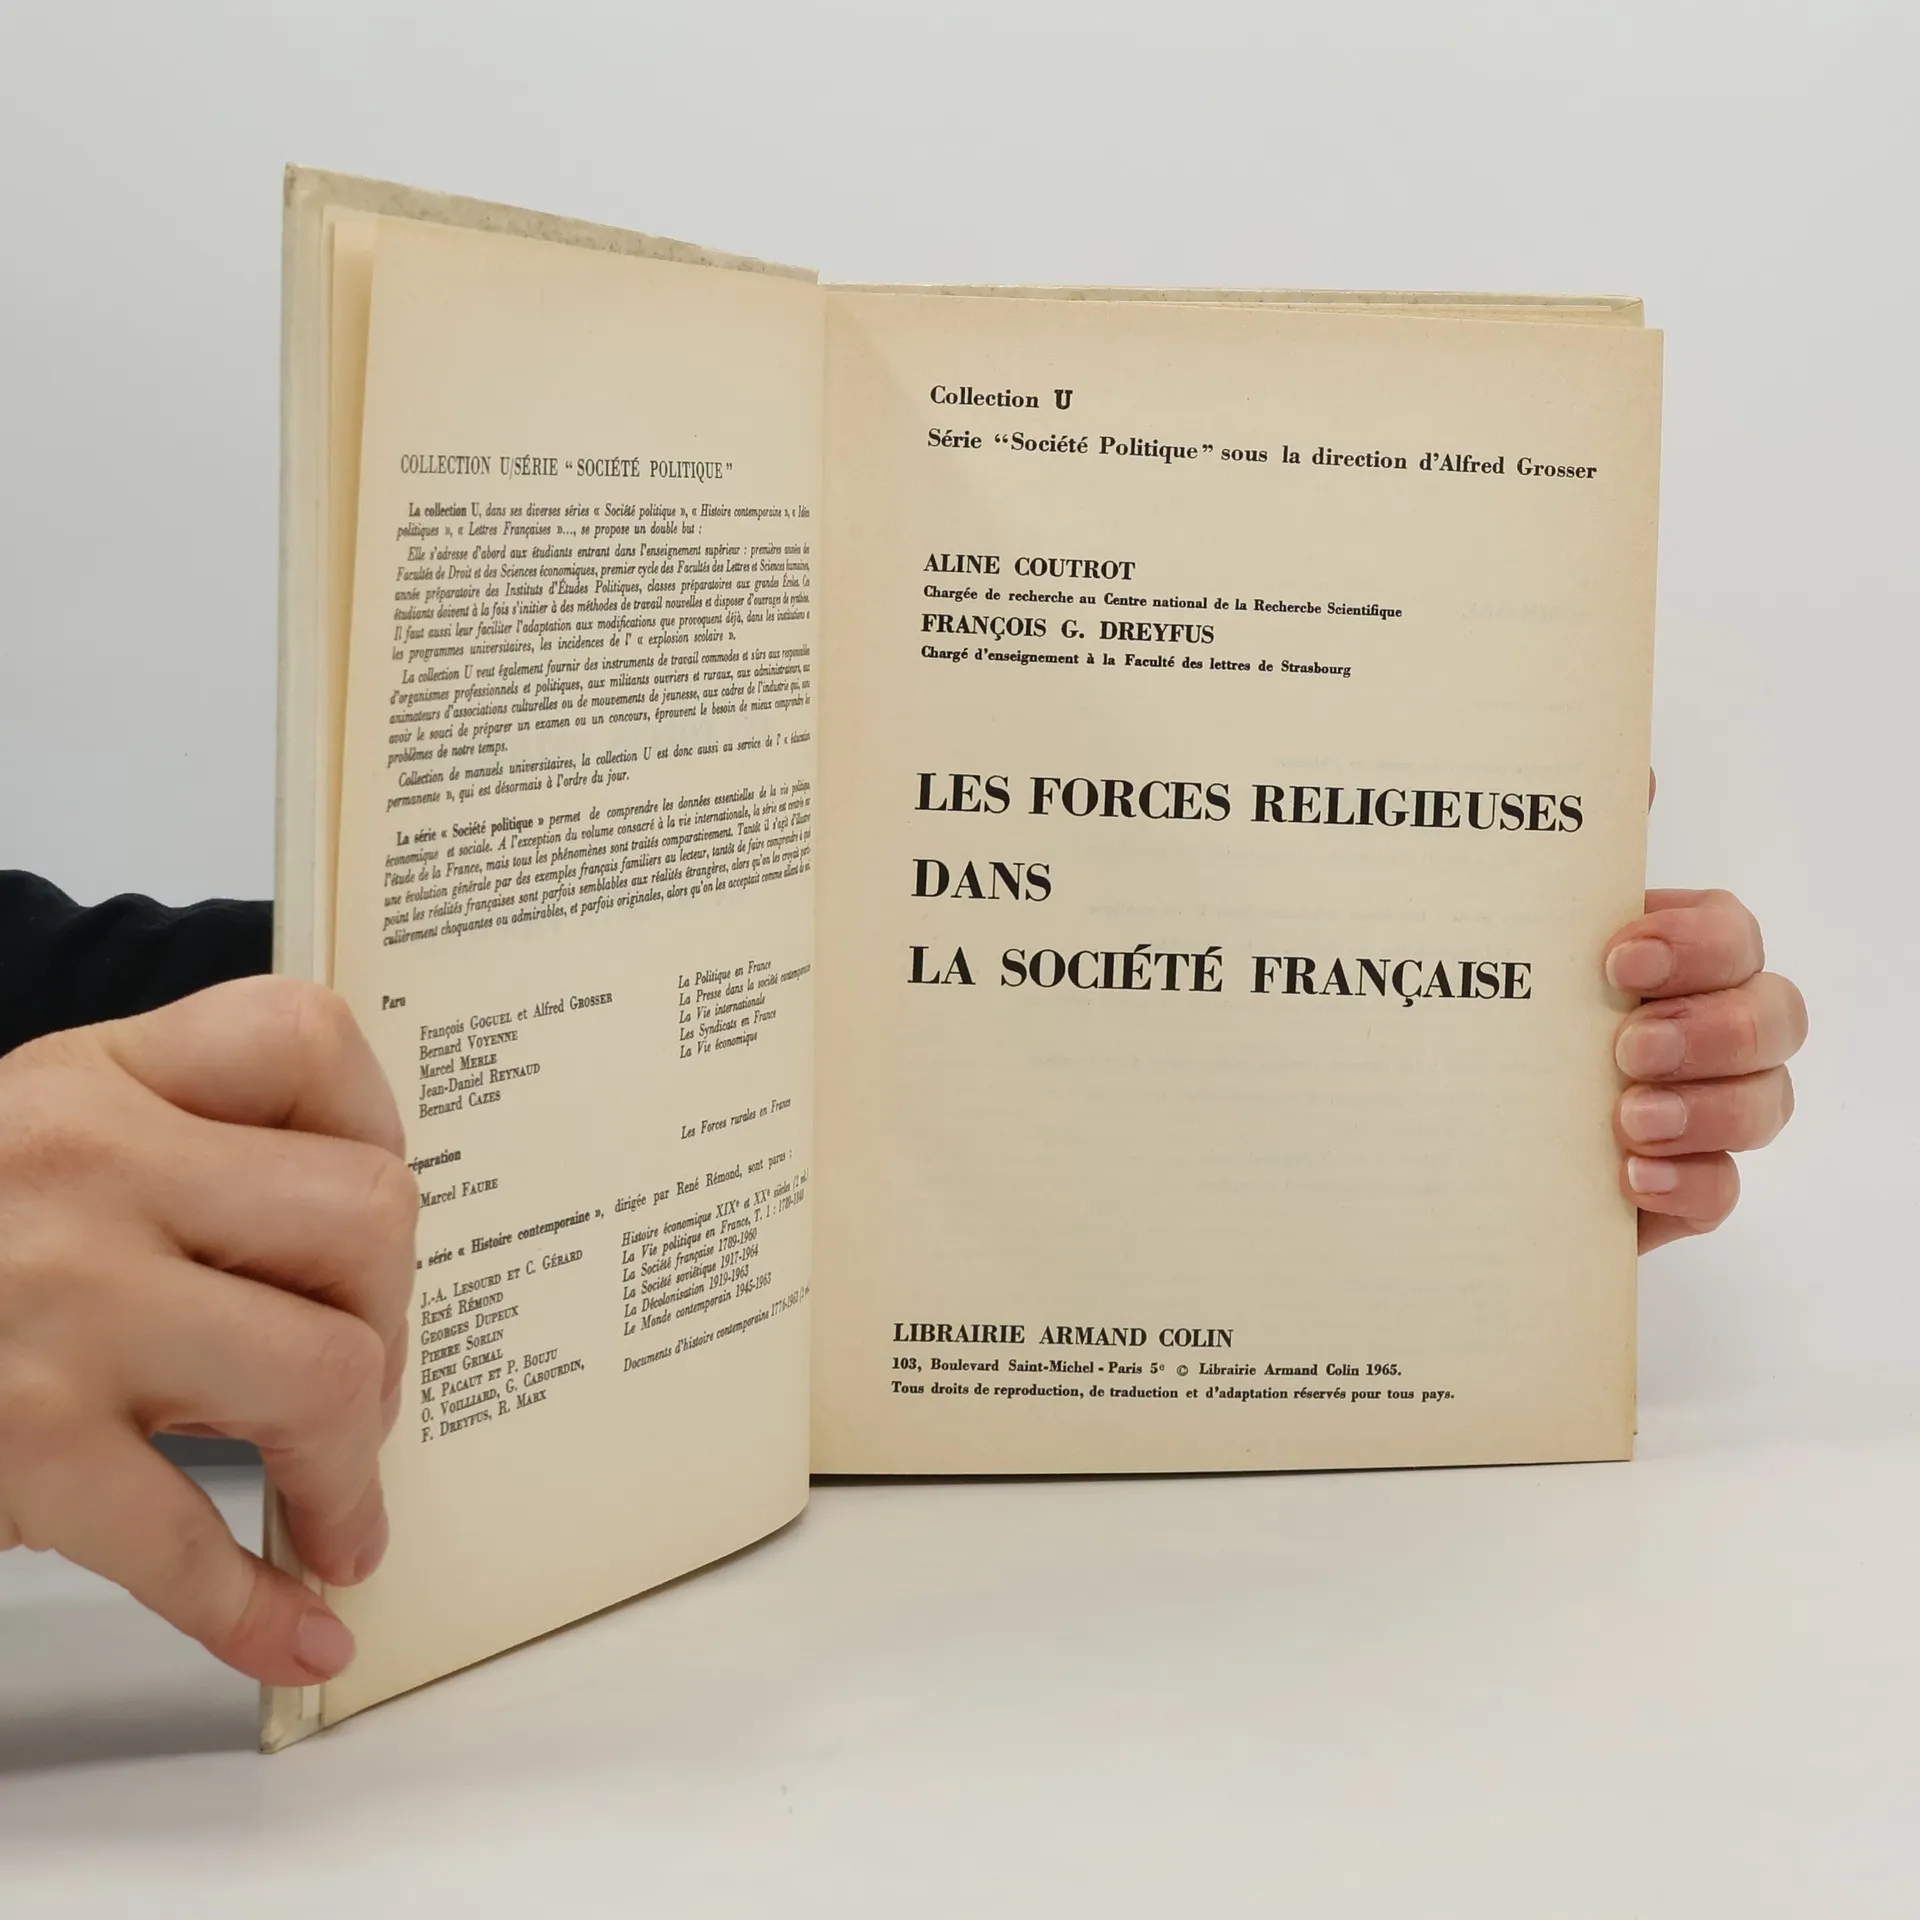 COLLECTION U/SÉRIE “ SOCIÉTÉ POLITIQUE ”
La collection U, dans ses diverses séries « Société politique », « Histoire contemporaine », « Idées
politiques », « Lettres Françaises »..., se propose un double but :
Elle s'adresse d'abord aux étudiants entrant dans l'enseignement supérieur : premières années des
Facultés de Droit et des Sciences économiques, premier cycle des Facultés des Lettres et Sciences humaines,
année préparatoire des Instituts d'Études Politiques, classes préparatoires aux grandes Écoles. Ces
étudiants doivent à la fois s'initier à des méthodes de travail nouvelles et disposer d'ouvrages de synthèse.
Il faut aussi leur faciliter l'adaptation aux modifications que provoquent déjà, dans les institutions e
les programmes universitaires, les incidences de l' « explosion scolaire ».
La collection U veut également fournir des instruments de travail commodes et sûrs aux responsables
d'organismes professionnels et politiques, aux militants ouvriers et ruraux, aux administrateurs, aux
animateurs d'associations culturelles ou de mouvements de jeunesse, aux cadres de l'industrie qui, sans
avoir le souci de préparer un examen ou un concours, éprouvent le besoin de mieux comprendre les
problèmes de notre temps.
Collection de manuels universitaires, la collection U est donc aussi au service de l' « éducation
permanente », qui est désormais à l'ordre du jour.
La série « Société politique » permet de comprendre les données essentielles de la vie politique,
économique et sociale. A l'exception du volume consacré à la vie internationale, la série est centrée sur
l'étude de la France, mais tous les phénomènes sont traités comparativement. Tantôt il s'agit d'illustrer
une évolution générale par des exemples français familiers au lecteur, tantôt de faire comprendre à quel
point les réalités françaises sont parfois semblables aux réalités étrangères, alors qu'on les croyait parti-
culièrement choquantes ou admirables, et parfois originales, alors qu'on les acceptait comme allant de soi.
Paru
François GOGUEL et Alfred GROSSER La Politique en France
Bernard VOYENNE La Presse dans la société contemporaine
Marcel MERLE La Vie internationale
Jean-Daniel REYNAUD Les Syndicats en France
Bernard CAZES La Vie économique
réparation
Marcel FAURE Les Forces rurales en France
a série « Histoire contemporaine », dirigée par René Rémond, sont parus :
J.-A. LESOURD ET C. GÉRARD Histoire économique XIXe et XXe siècles (2 vol.)
RENÉ RÉMOND La Vie politique en France, T. 1 : 1789-1848
GEORGES DUPEUX La Société française 1789-1960
PIERRE SORLIN La Société soviétique 1917-1964
HENRI GRIMAL La Décolonisation 1919-1963
M. PACAUT ET P. BOUJU Le Monde contemporain 1945-1963
O. VOILLIARD, G. CABOURDIN,
F. DREYFUS, R. MARX Documents d'histoire contemporaine 1776-1963 (2 vol.
Collection U
Série “Société Politique” sous la direction d'Alfred Grosser
ALINE COUTROT
Chargée de recherche au Centre national de la Recherche Scientifique
FRANÇOIS G. DREYFUS
Chargé d'enseignement à la Faculté des lettres de Strasbourg
LES FORCES RELIGIEUSES
DANS
LA SOCIÉTÉ FRANÇAISE
LIBRAIRIE ARMAND COLIN
103, Boulevard Saint-Michel - Paris 5e © Librairie Armand Colin 1965.
Tous droits de reproduction, de traduction et d'adaptation réservés pour tous pays.